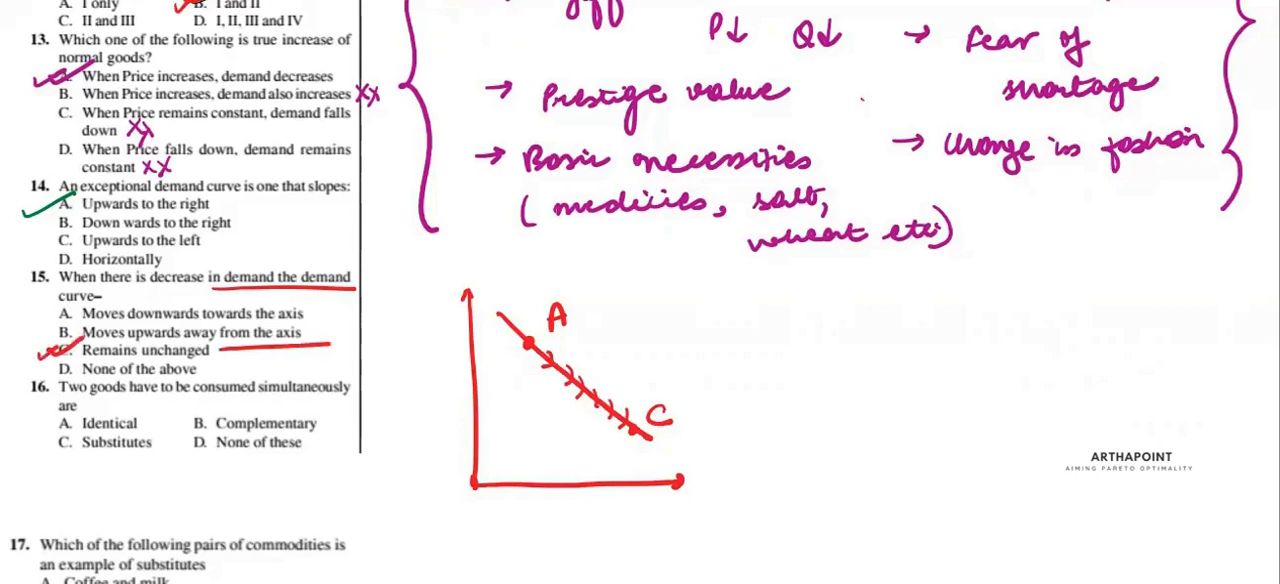 A. I only B. I and II
C. II and III D. I, II, III and IV
13. Which one of the following is true increase of
normal goods?
When Price increases, demand decreases
B. When Price increases, demand also increases XX
C. When Price remains constant, demand falls
down XX
D. When Price falls down, demand remains
constant XX
14. An exceptional demand curve is one that slopes:
A. Upwards to the right
B. Down wards to the right
C. Upwards to the left
D. Horizontally
15. When there is decrease in demand the demand
curve–
A. Moves downwards towards the axis
B. Moves upwards away from the axis
C. Remains unchanged
D. None of the above
16. Two goods have to be consumed simultaneously
are
A. Identical B. Complementary
C. Substitutes D. None of these
17. Which of the following pairs of commodities is
an example of substitutes
A. Coffee and milk
P↓ Q↓ → Fear of
shortage
→ Prestige value
→ Change in fashion
→ Basic necessities
(medicies, salt,
wheat etc)
A
C
ARTHAPOINT
AIMING PARETO OPTIMALITY